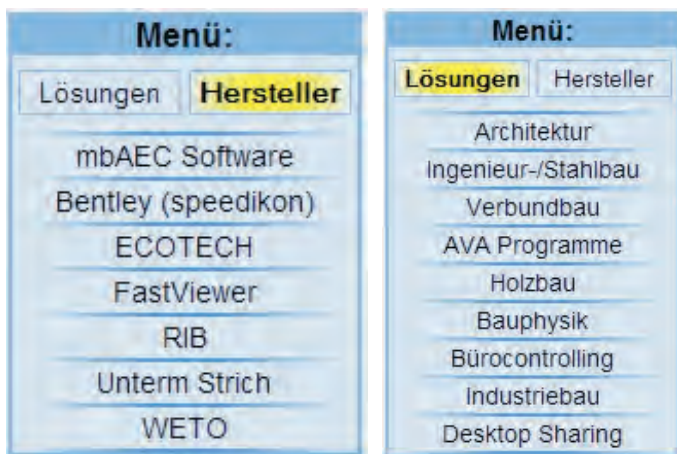 Menü:
Lösungen Hersteller
mbAEC Software
Bentley (speedikon)
ECOTECH
FastViewer
RIB
Unterm Strich
WETO
Menü:
Lösungen Hersteller
Architektur
Ingenieur-/Stahlbau
Verbundbau
AVA Programme
Holzbau
Bauphysik
Bürocontrolling
Industriebau
Desktop Sharing